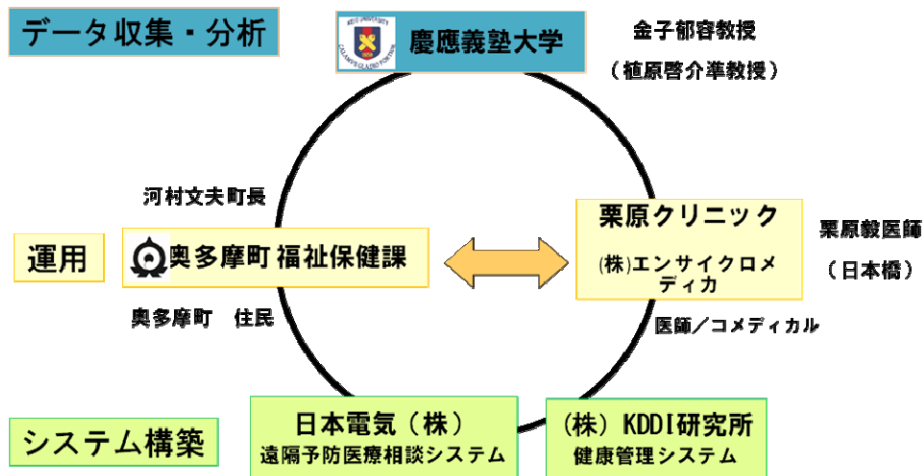 データ収集・分析
慶應義塾大学
金子郁容教授
(植原啓介準教授)
河村文夫町長
運用
奥多摩町 福祉保健課
奥多摩町 住民
栗原クリニック
(株)エンサイクロメ
ディカ
栗原毅医師
(日本橋)
医師/コメディカル
システム構築
日本電気(株)
遠隔予防医療相談システム
(株) KDDI研究所
健康管理システム